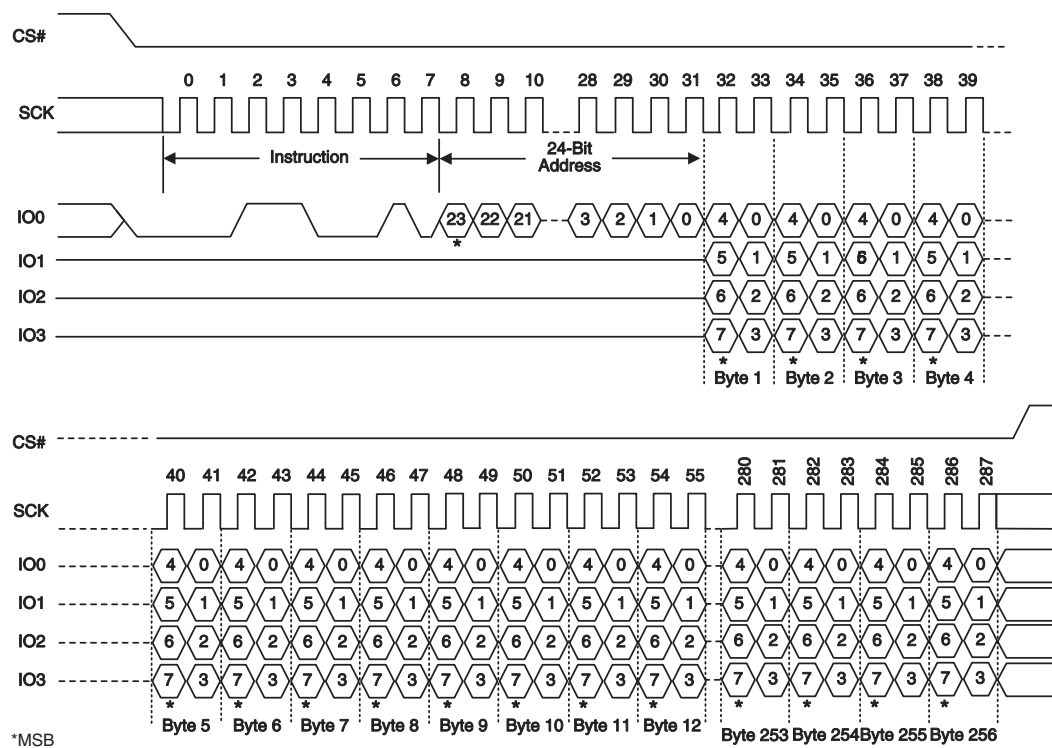 CS#
0 1 2 3 4 5 6 7 8 9 10 28 29 30 31 32 33 34 35 36 37 38 39
SCK
Instruction
24-Bit
Address
IO0 23 22 21 3 2 1 0 4 0 4 0 4 0 4 0
*
IO1 5 1 5 1 6 1 5 1
IO2 6 2 6 2 6 2 6 2
IO3 7 3 7 3 7 3 7 3
* * * *
Byte 1 Byte 2 Byte 3 Byte 4
CS#
40 41 42 43 44 45 46 47 48 49 50 51 52 53 54 55 280 281 282 283 284 285 286 287
SCK
IO0 4 0 4 0 4 0 4 0 4 0 4 0 4 0 4 0 4 0 4 0 4 0 4 0
IO1 5 1 5 1 5 1 5 1 5 1 5 1 5 1 5 1 5 1 5 1 5 1 5 1
IO2 6 2 6 2 6 2 6 2 6 2 6 2 6 2 6 2 6 2 6 2 6 2 6 2
IO3 7 3 7 3 7 3 7 3 7 3 7 3 7 3 7 3 7 3 7 3 7 3 7 3
* * * * * * * * * * * *
Byte 5 Byte 6 Byte 7 Byte 8 Byte 9 Byte 10 Byte 11 Byte 12 Byte 253 Byte 254 Byte 255 Byte 256
*MSB